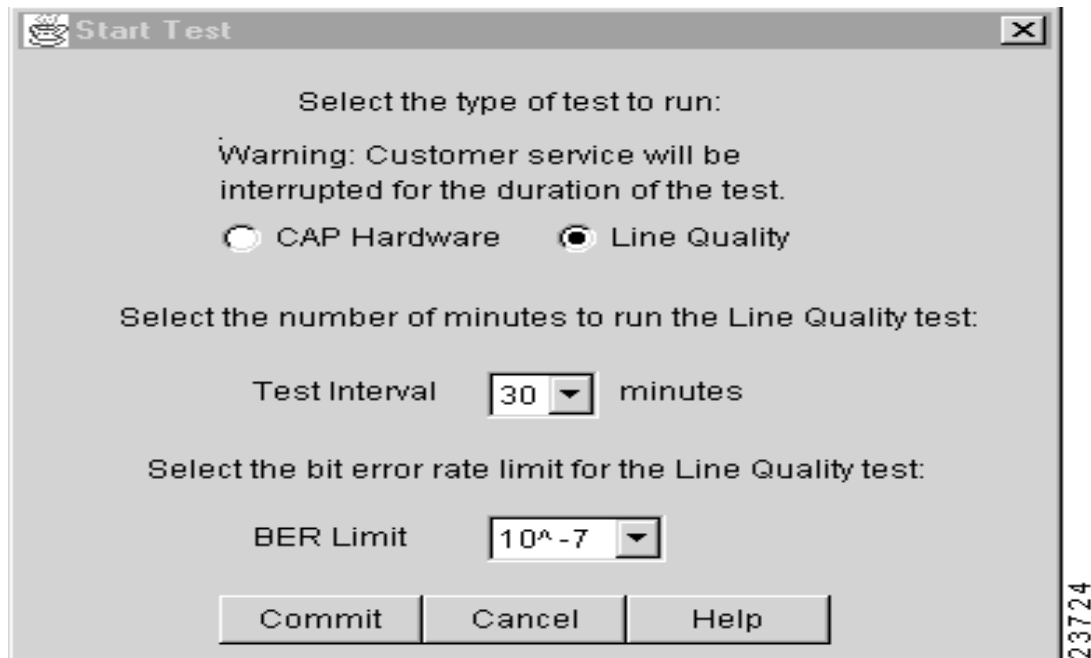 Start Test
Select the type of test to run:
Warning: Customer service will be
interrupted for the duration of the test.
CAP Hardware Line Quality
Select the number of minutes to run the Line Quality test:
Test Interval 30 minutes
Select the bit error rate limit for the Line Quality test:
BER Limit 10^ -7
Commit Cancel Help
23724